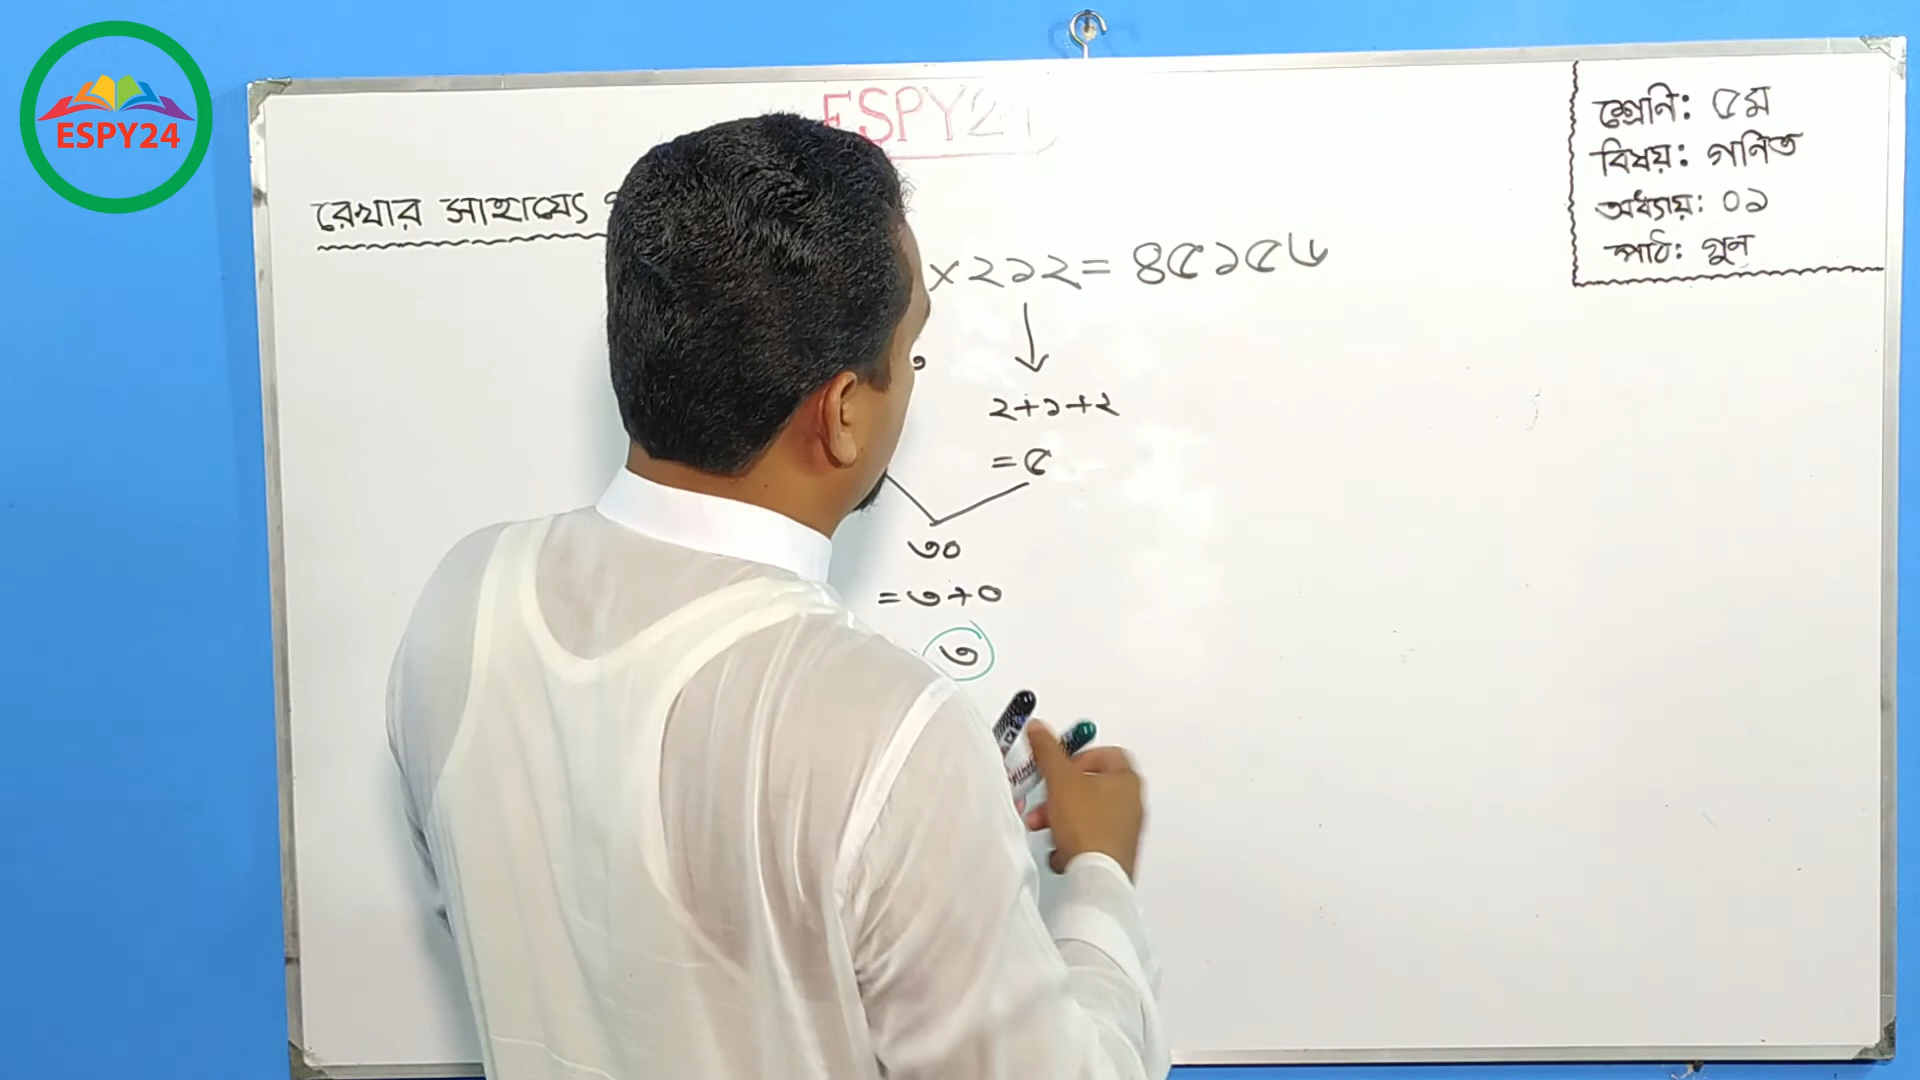 ESPY24
ESPY24
শ্রেণি: ৫ম
বিষয়: গনিত
অধ্যায়: ০১
পাঠ: গুন
রেখার সাহায্যে
×২১২= ৪৫১৫৬
২+১+২
=৫
৩০
=৩+০
৩